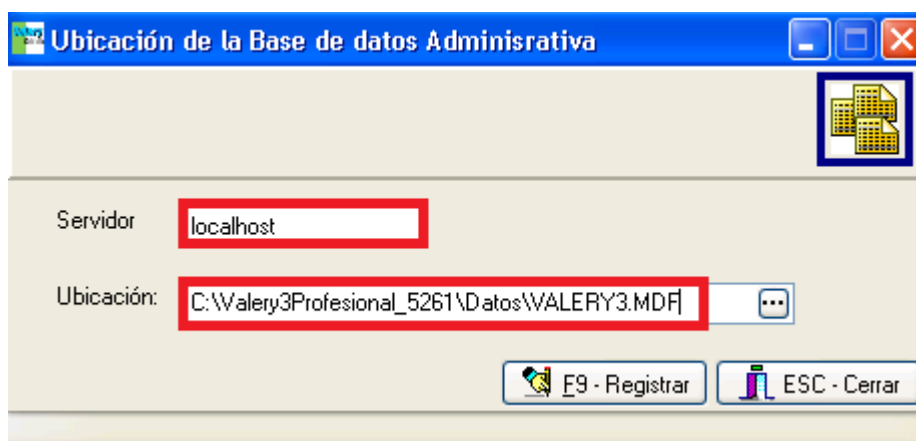 Ubicación de la Base de datos Adminisrativa
Servidor
localhost
Ubicación:
C:\Valery3Profesional_5261\Datos\VALERY3.MDF
F9 - Registrar
ESC - Cerrar